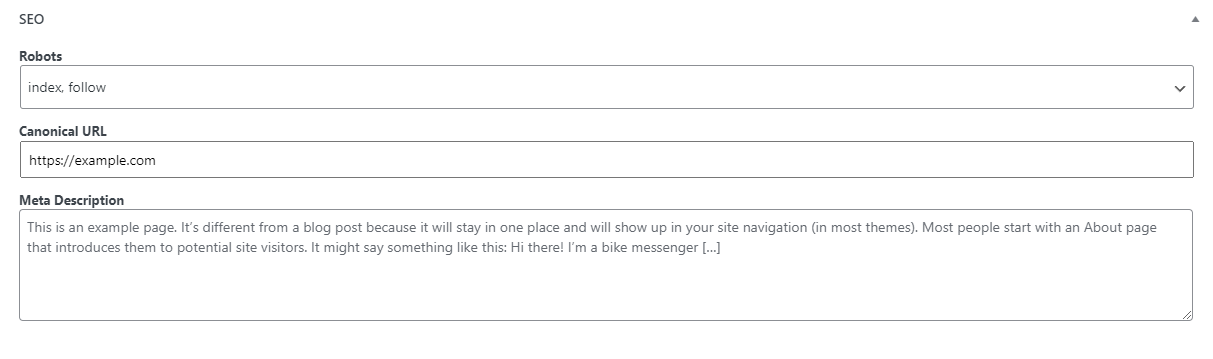 SEO
Robots
index, follow
Canonical URL
https://example.com
Meta Description
This is an example page. It's different from a blog post because it will stay in one place and will show up in your site navigation (in most themes). Most people start with an About page
that introduces them to potential site visitors. It might say something like this: Hi there! I'm a bike messenger [...]